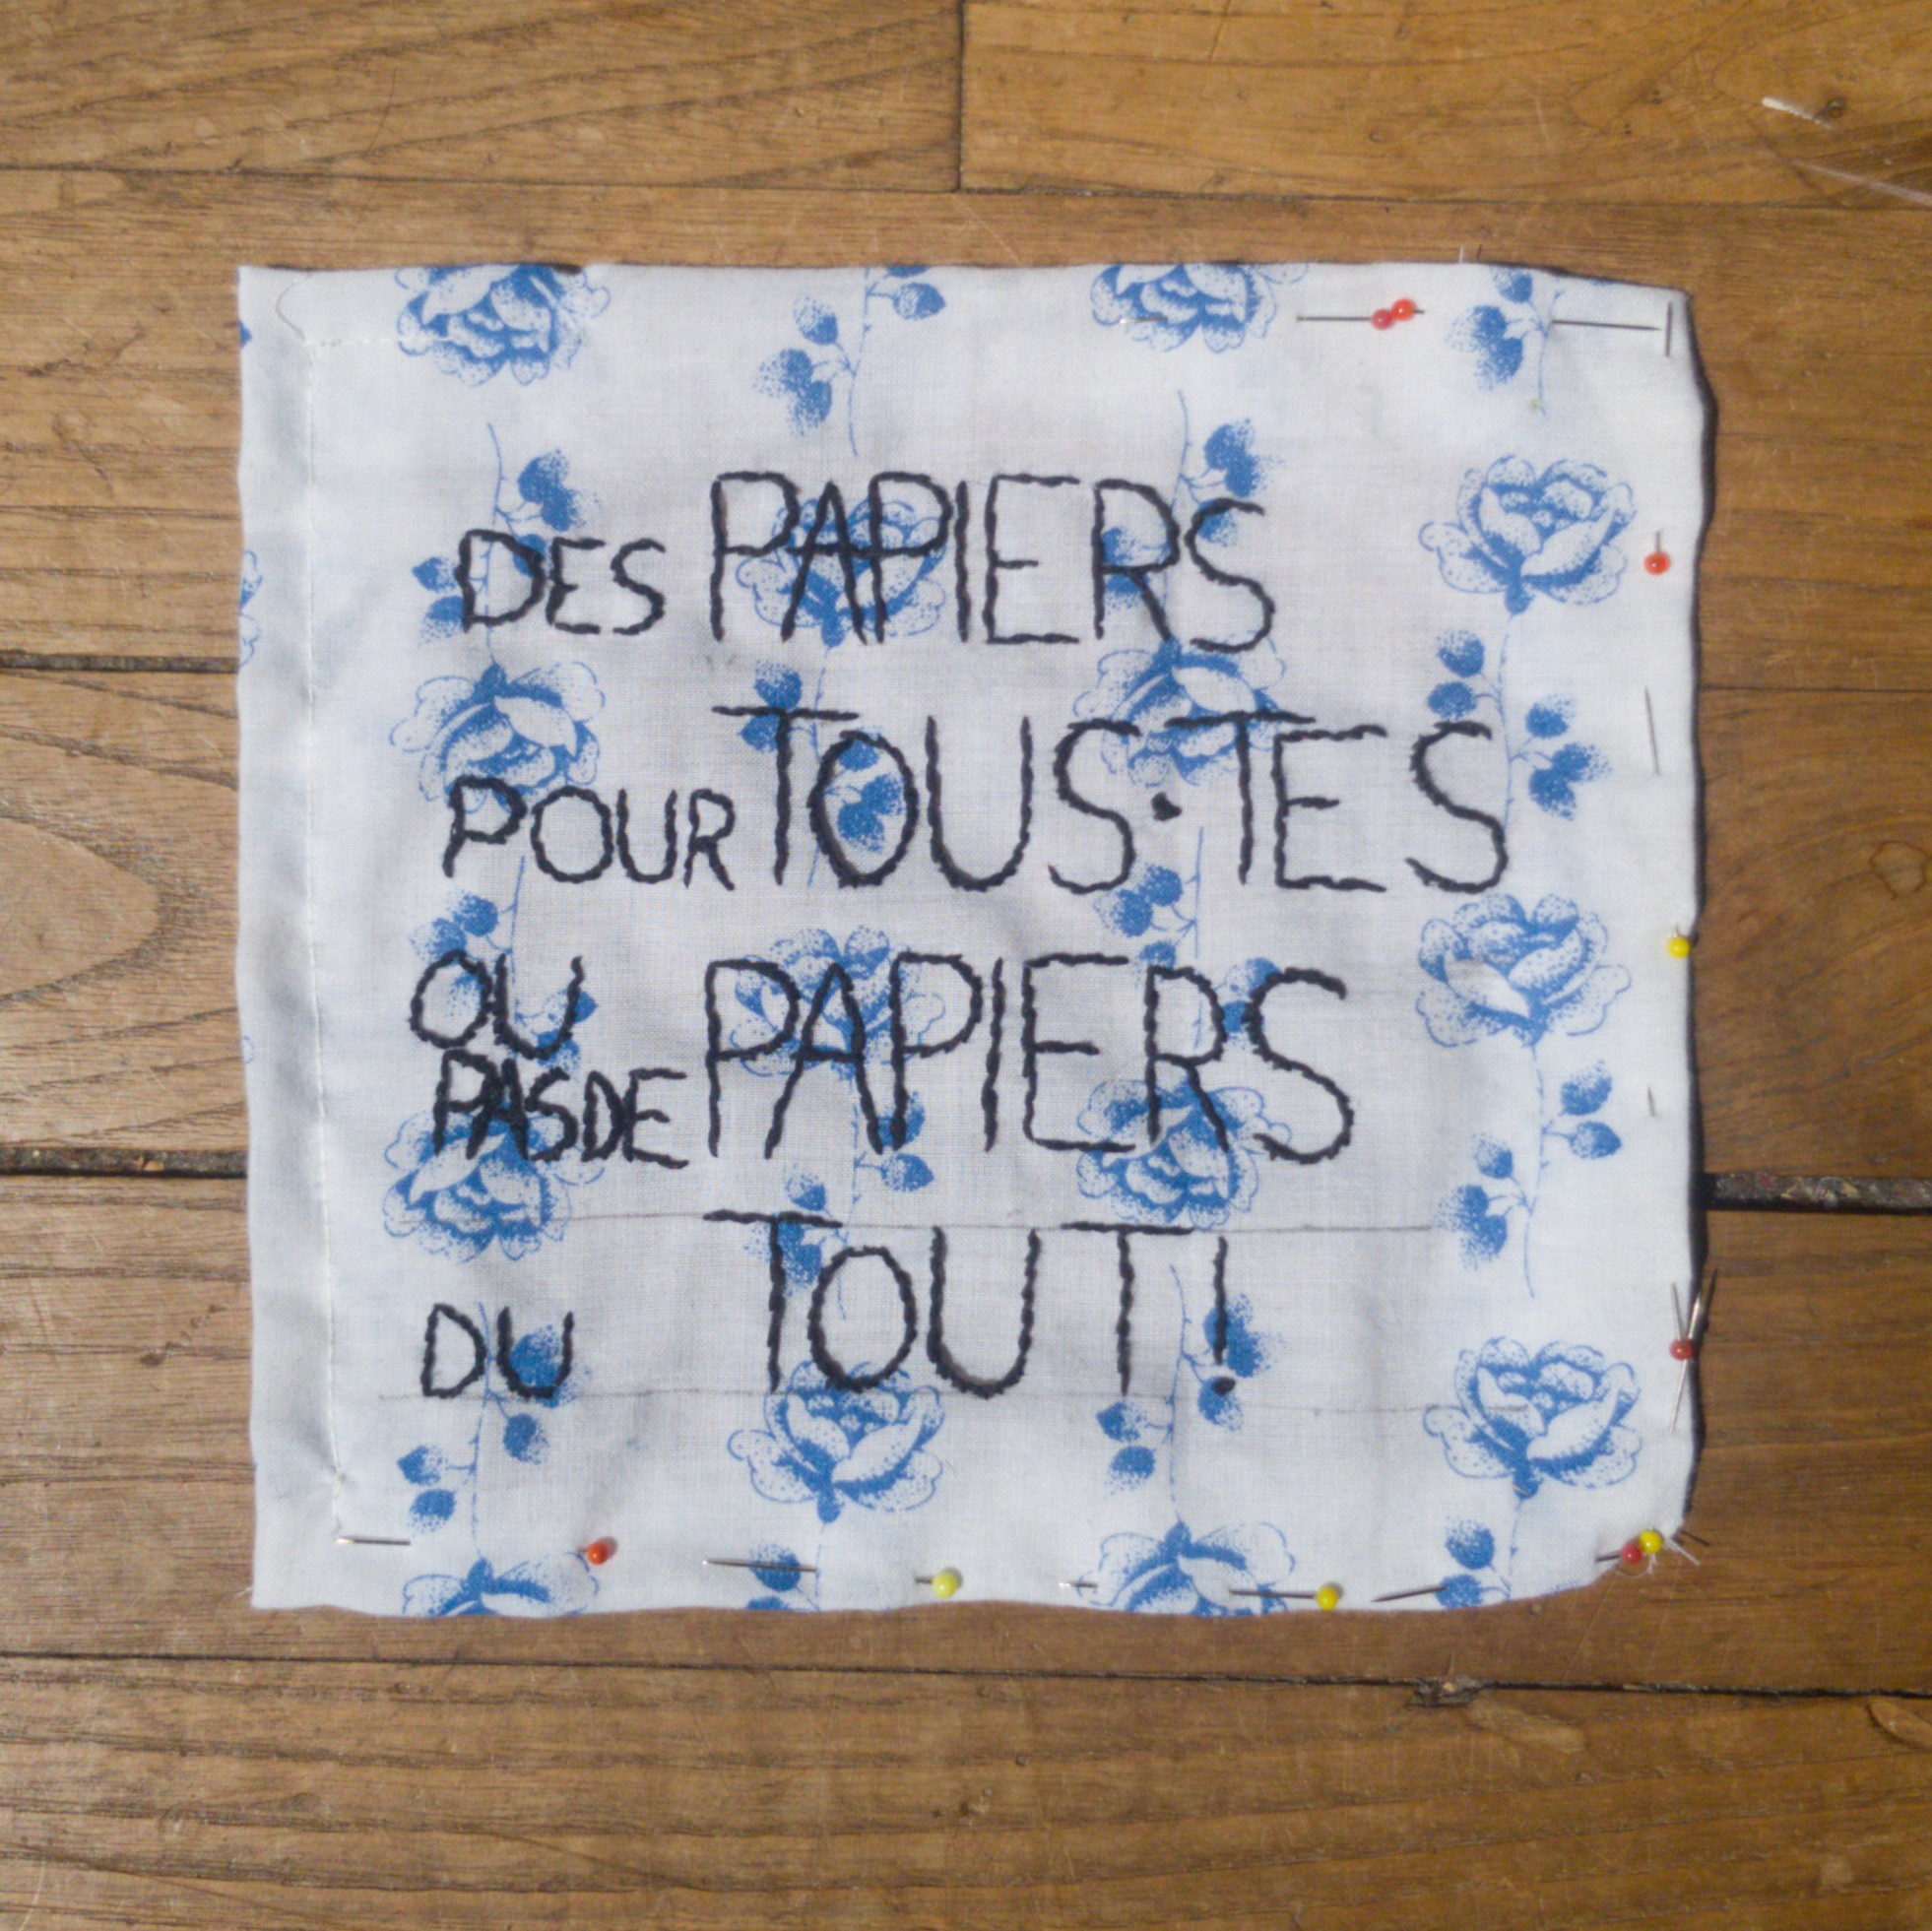 DES PAPIERS
POUR TOUS·TES
OU
PAS DE PAPIERS
DU TOUT!